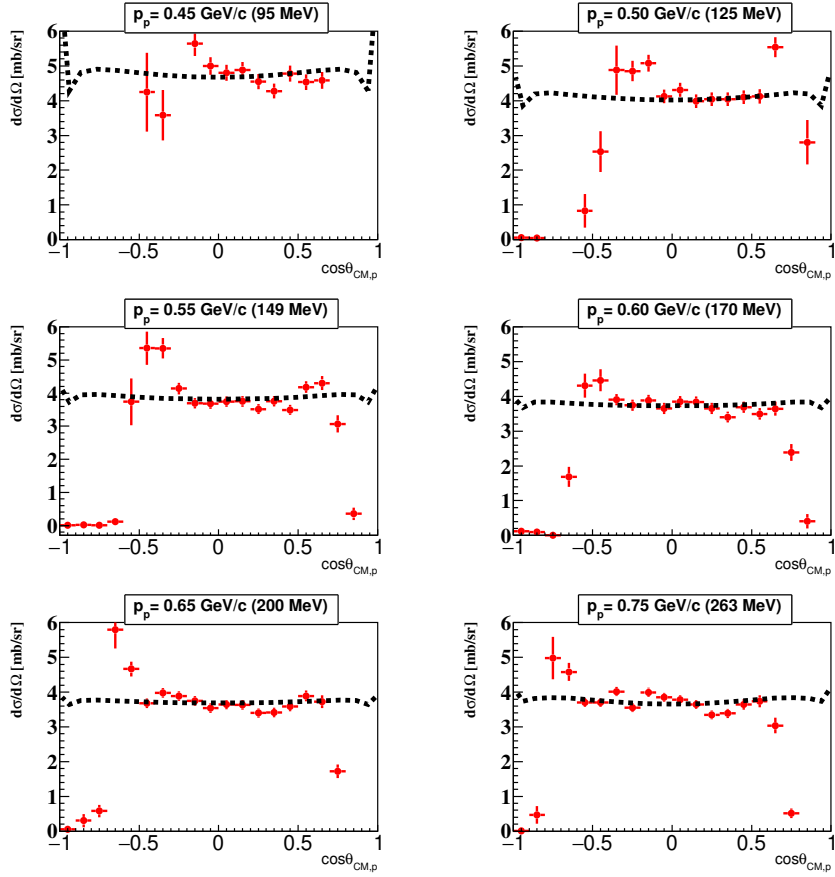 p_p= 0.45 GeV/c (95 MeV)
dσ/dΩ [mb/sr]
6
5
4
3
2
1
0
−1 −0.5 0 0.5 1
cosθ_CM,p
p_p= 0.50 GeV/c (125 MeV)
dσ/dΩ [mb/sr]
6
5
4
3
2
1
0
−1 −0.5 0 0.5 1
cosθ_CM,p
p_p= 0.55 GeV/c (149 MeV)
dσ/dΩ [mb/sr]
6
5
4
3
2
1
0
−1 −0.5 0 0.5 1
cosθ_CM,p
p_p= 0.60 GeV/c (170 MeV)
dσ/dΩ [mb/sr]
6
5
4
3
2
1
0
−1 −0.5 0 0.5 1
cosθ_CM,p
p_p= 0.65 GeV/c (200 MeV)
dσ/dΩ [mb/sr]
6
5
4
3
2
1
0
−1 −0.5 0 0.5 1
cosθ_CM,p
p_p= 0.75 GeV/c (263 MeV)
dσ/dΩ [mb/sr]
6
5
4
3
2
1
0
−1 −0.5 0 0.5 1
cosθ_CM,p